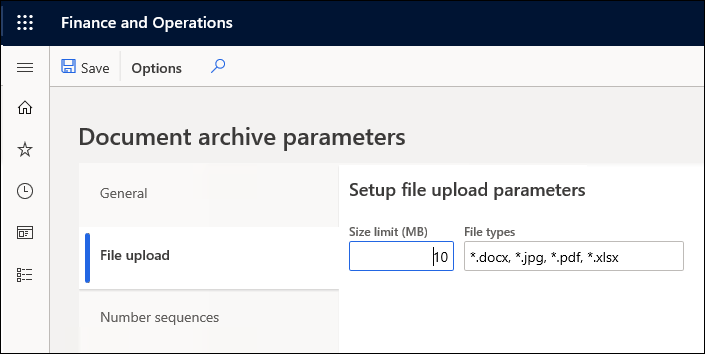 Finance and Operations
Save Options
Document archive parameters
General
File upload
Number sequences
Setup file upload parameters
Size limit (MB) File types
10 *.docx, *.jpg, *.pdf, *.xlsx